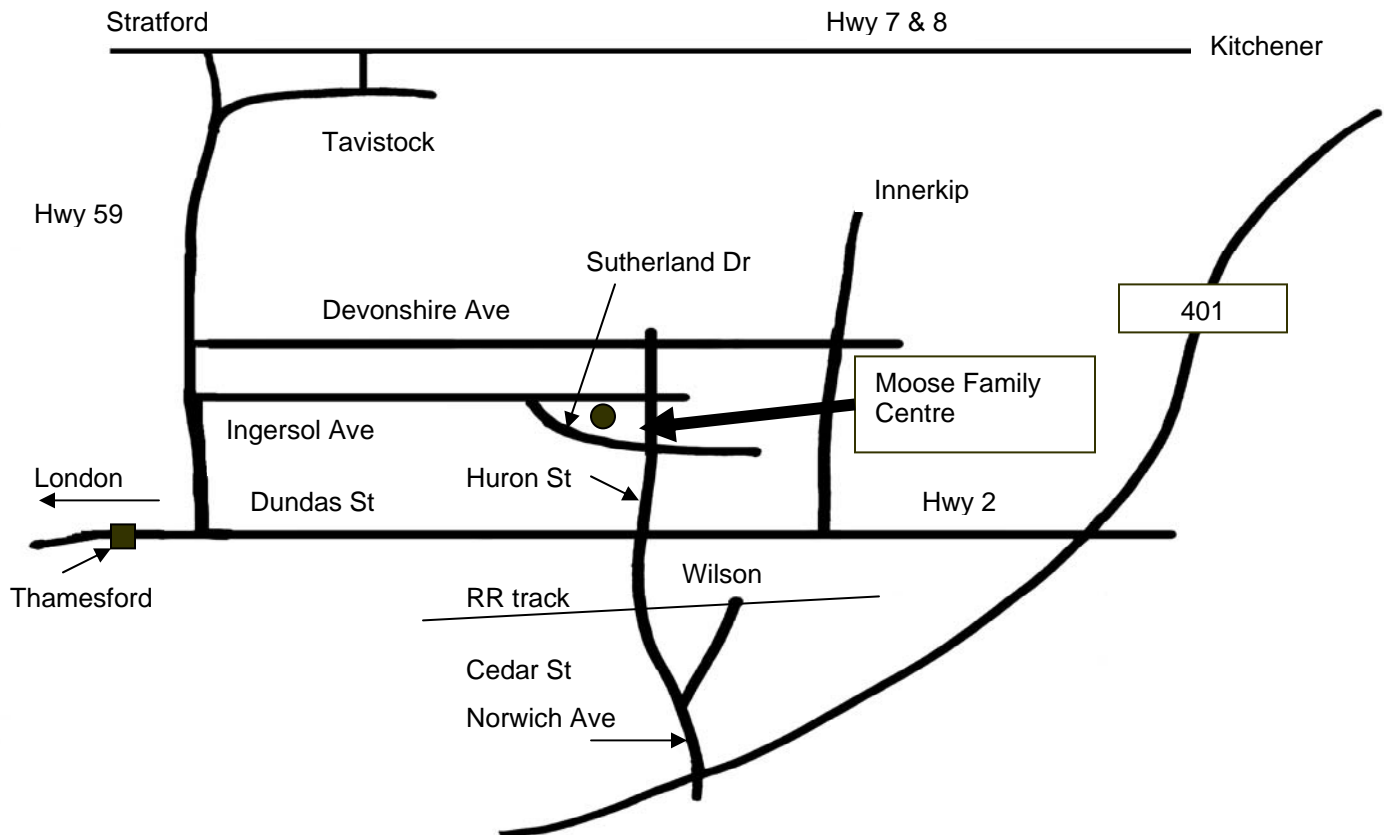 Stratford
Hwy 7 & 8
Kitchener
Tavistock
Innerkip
Hwy 59
Sutherland Dr
Devonshire Ave
401
Moose Family
Centre
Ingersol Ave
London
Huron St
Dundas St
Hwy 2
Thamesford
Wilson
RR track
Cedar St
Norwich Ave